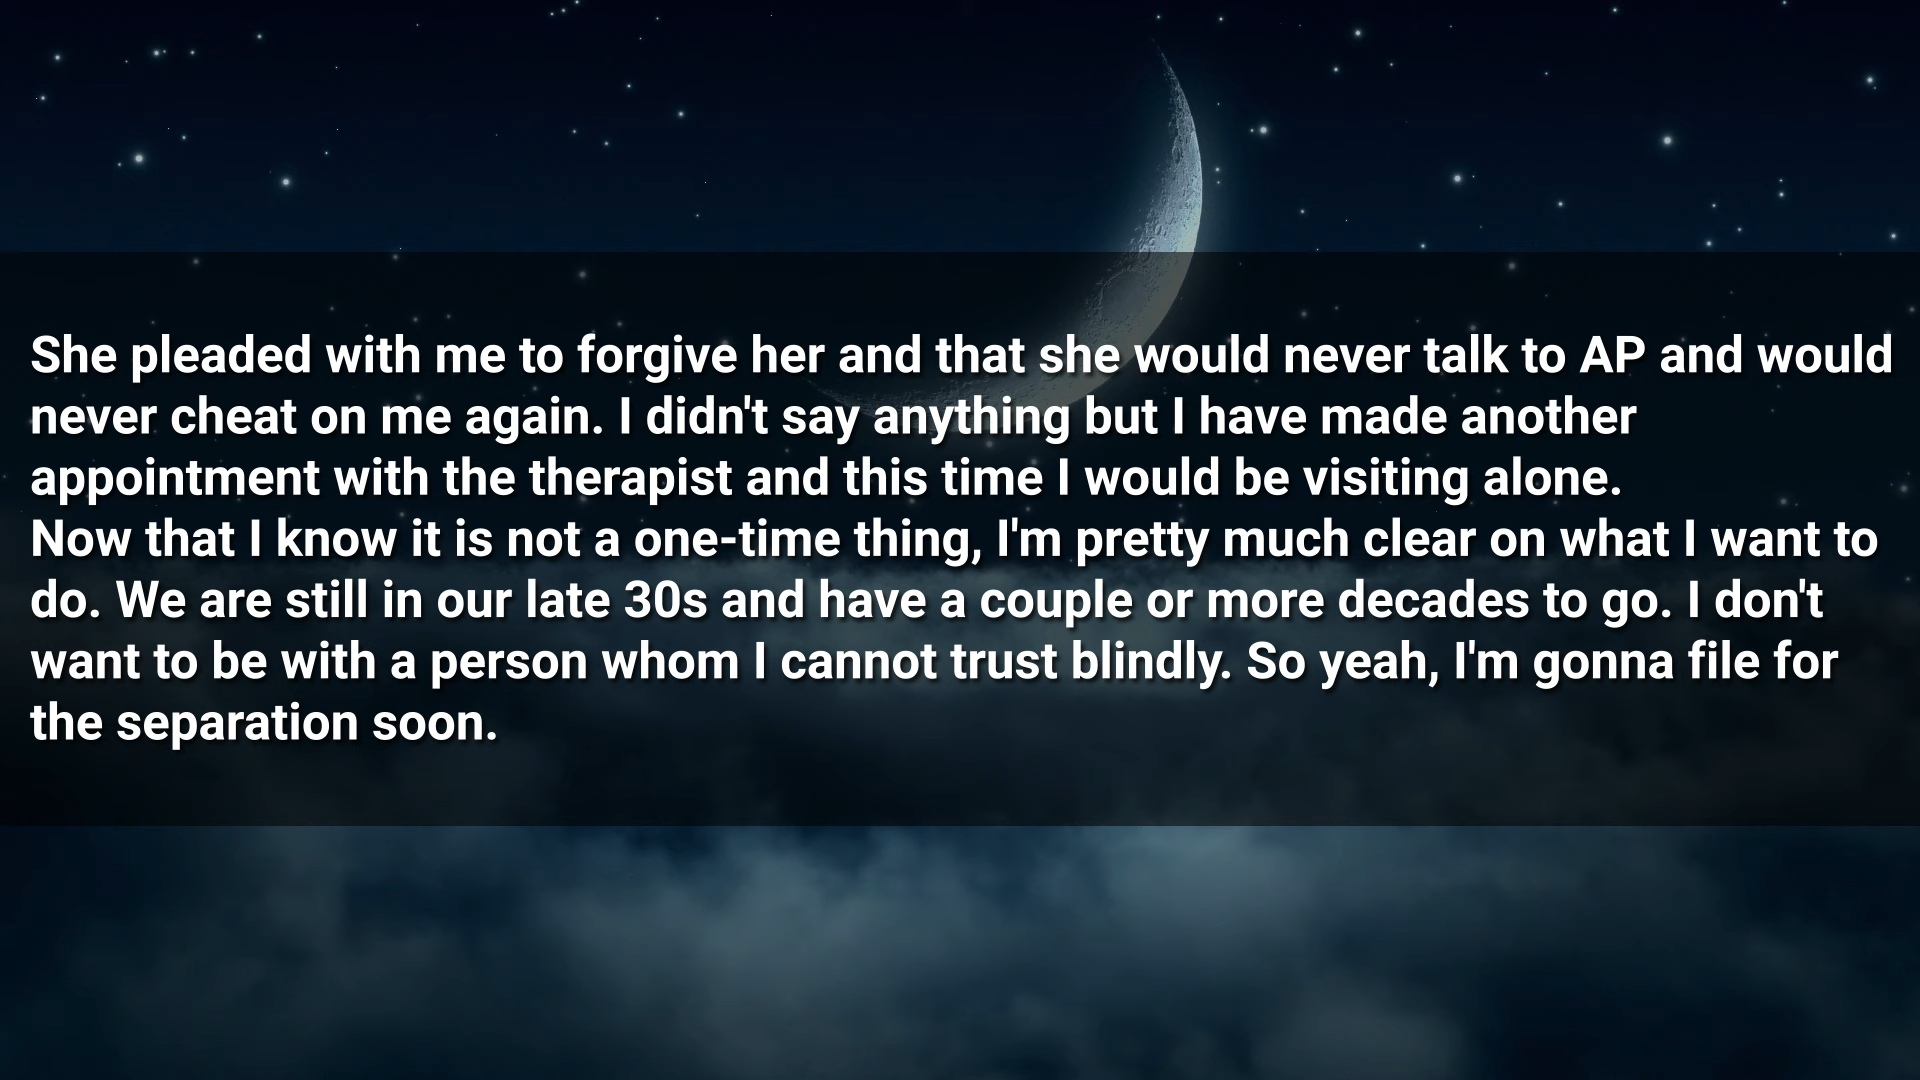 She pleaded with me to forgive her and that she would never talk to AP and would
never cheat on me again. I didn't say anything but I have made another
appointment with the therapist and this time I would be visiting alone.
Now that I know it is not a one-time thing, I'm pretty much clear on what I want to
do. We are still in our late 30s and have a couple or more decades to go. I don't
want to be with a person whom I cannot trust blindly. So yeah, I'm gonna file for
the separation soon.